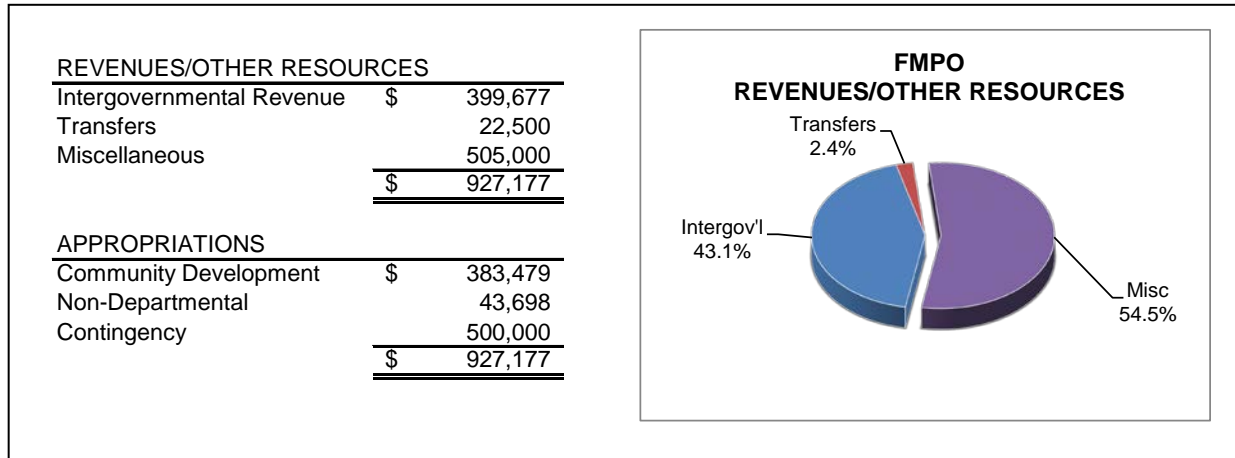 REVENUES/OTHER RESOURCES
Intergovernmental Revenue $ 399,677
Transfers 22,500
Miscellaneous 505,000
$ 927,177
APPROPRIATIONS
Community Development $ 383,479
Non-Departmental 43,698
Contingency 500,000
$ 927,177
FMPO
REVENUES/OTHER RESOURCES
Transfers
2.4%
Intergov'l
43.1%
Misc
54.5%